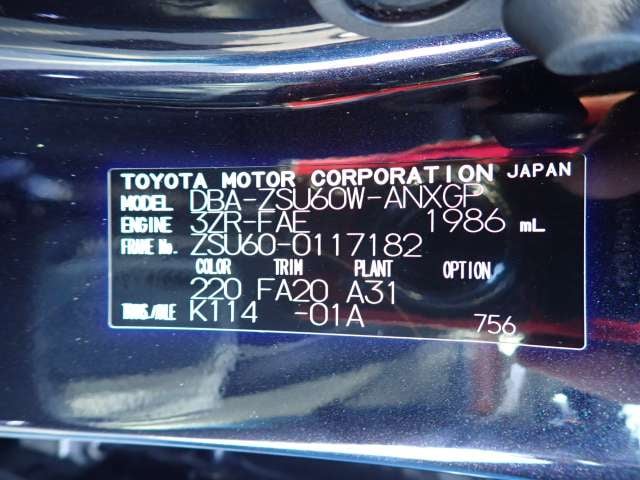 TOYOTA MOTOR CORPORATION JAPAN
MODEL DBA-ZSU60W-ANXGP
ENGINE 3ZR-FAE 1986 mL
FRAME No. ZSU60-0117182
COLOR TRIM PLANT OPTION
220 FA20 A31
TRANS./AXLE K114 -01A 756